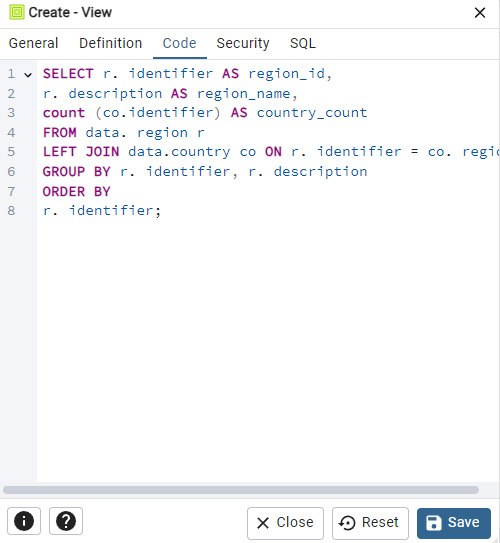 Create - View
General Definition Code Security SQL
1 SELECT r. identifier AS region_id,
2 r. description AS region_name,
3 count (co.identifier) AS country_count
4 FROM data. region r
5 LEFT JOIN data.country co ON r. identifier = co.
6 GROUP BY r. identifier, r. description
7 ORDER BY
8 r. identifier;
Close Reset Save